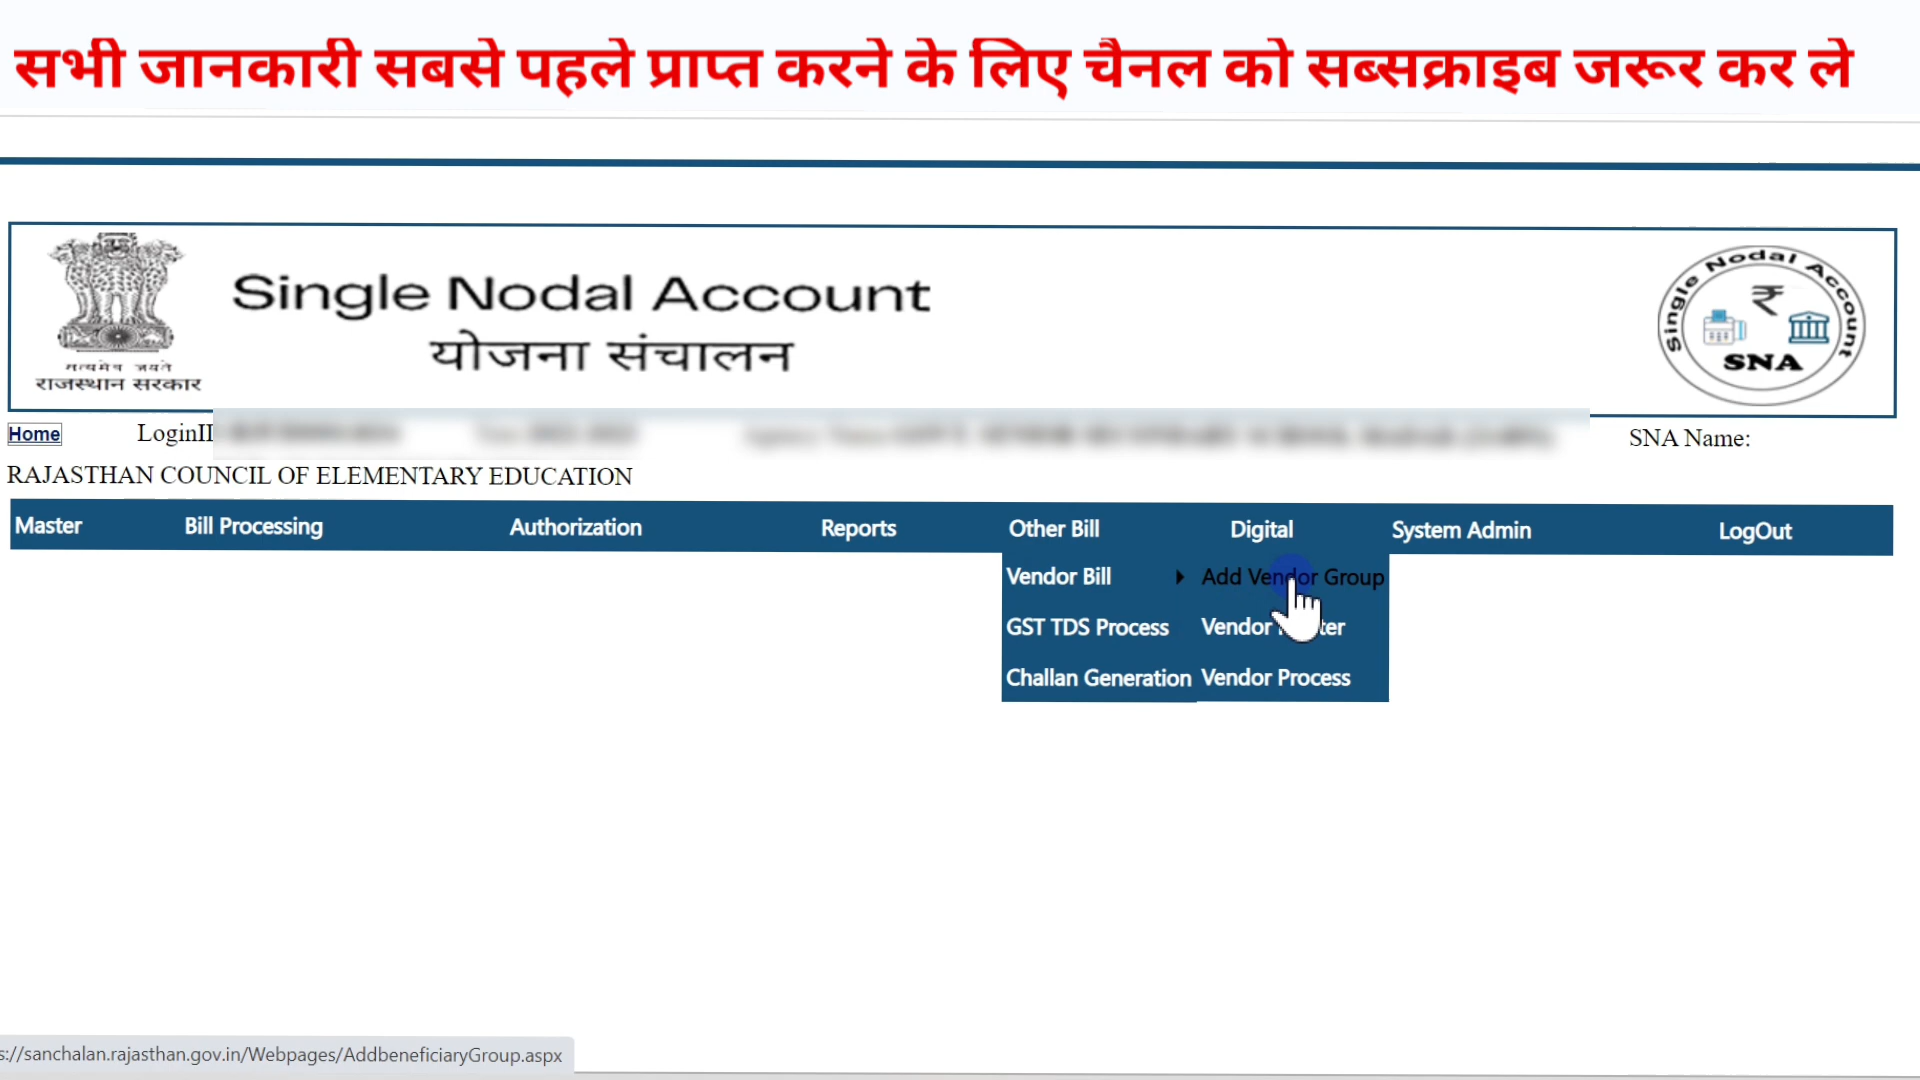 सभी जानकारी सबसे पहले प्राप्त करने के लिए चैनल को सब्सक्राइब जरूर कर ले
Single Nodal Account
योजना संचालन
सत्यमेव जयते
राजस्थान सरकार
Single Nodal Account
₹
SNA
Home LoginID SNA Name:
RAJASTHAN COUNCIL OF ELEMENTARY EDUCATION
Master Bill Processing Authorization Reports Other Bill Digital System Admin LogOut
Vendor Bill Add Vendor Group
GST TDS Process Vendor
Challan Generation Vendor Process
s://sanchalan.rajasthan.gov.in/Webpages/AddbeneficiaryGroup.aspx